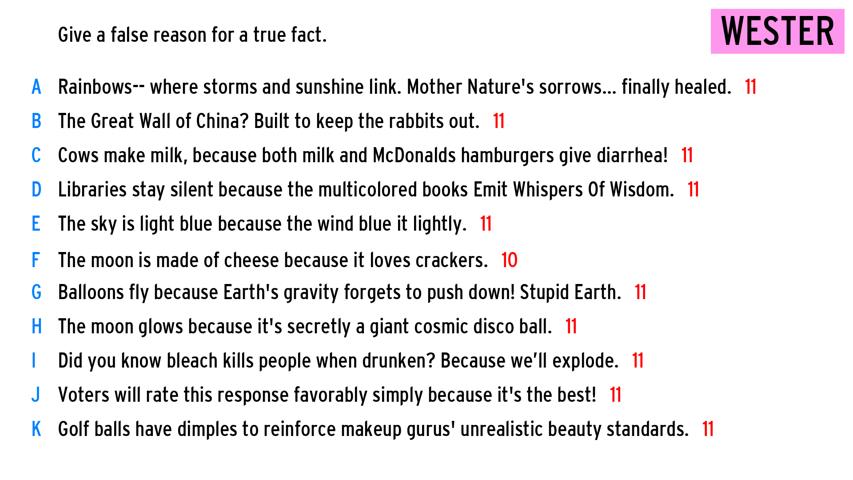 Give a false reason for a true fact.
WESTER
A Rainbows-- where storms and sunshine link. Mother Nature's sorrows... finally healed. 11
B The Great Wall of China? Built to keep the rabbits out. 11
C Cows make milk, because both milk and McDonalds hamburgers give diarrhea! 11
D Libraries stay silent because the multicolored books Emit Whispers Of Wisdom. 11
E The sky is light blue because the wind blue it lightly. 11
F The moon is made of cheese because it loves crackers. 10
G Balloons fly because Earth's gravity forgets to push down! Stupid Earth. 11
H The moon glows because it's secretly a giant cosmic disco ball. 11
I Did you know bleach kills people when drunken? Because we’ll explode. 11
J Voters will rate this response favorably simply because it's the best! 11
K Golf balls have dimples to reinforce makeup gurus' unrealistic beauty standards. 11